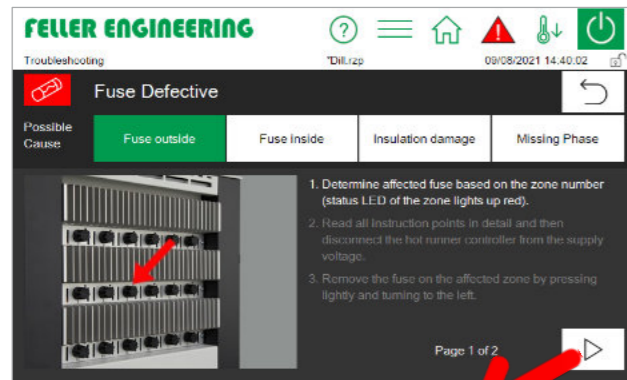 FELLER ENGINEERING
?
Troubleshooting
*Dill.rzp
09/08/2021 14:40:02
Fuse Defective
Possible
Cause
Fuse outside
Fuse inside
Insulation damage
Missing Phase
1. Determine affected fuse based on the zone number
(status LED of the zone lights up red).
2. Read all instruction points in detail and then
disconnect the hot runner controller from the supply
voltage.
3. Remove the fuse on the affected zone by pressing
lightly and turning to the left.
Page 1 of 2